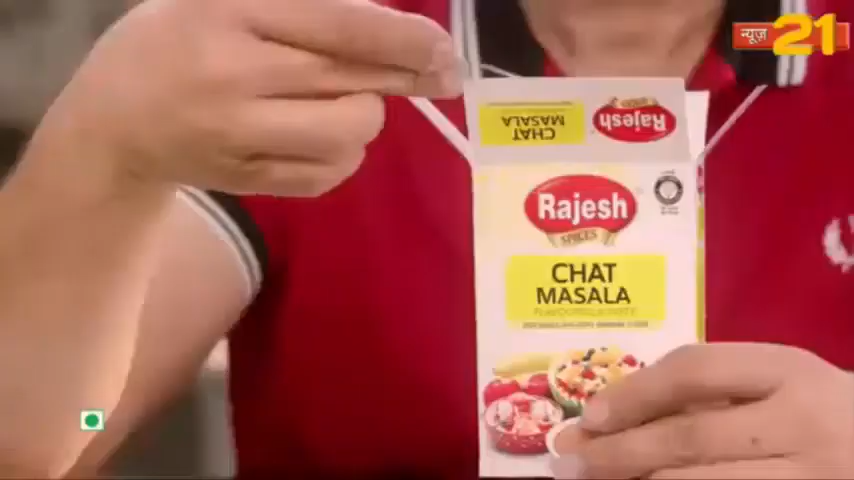 न्यूज़ 21
CHAT
MASALA
Rajesh
Rajesh
SPICES
CHAT
MASALA